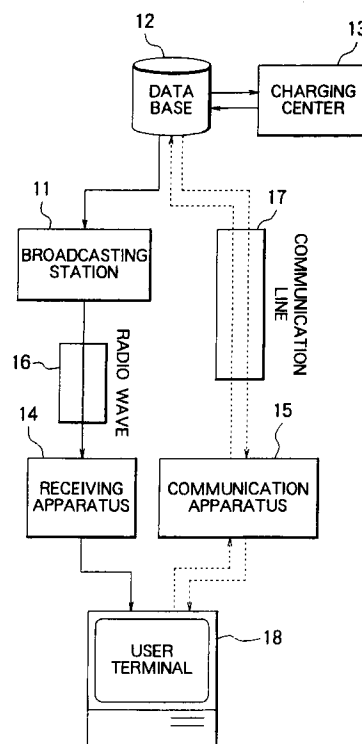 12
13
DATA
BASE
CHARGING
CENTER
11
17
BROADCASTING
STATION
COMMUNICATION
LINE
16
RADIO WAVE
14
15
RECEIVING
APPARATUS
COMMUNICATION
APPARATUS
18
USER
TERMINAL